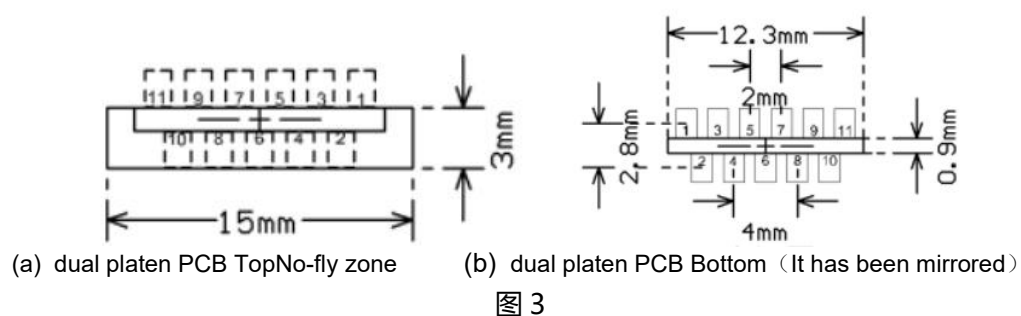 12.3mm
2mm
11 9 7 5 3 1
10 8 6 4 2
3mm
15mm
1 3 5 7 9 11
2 4 6 8 10
2.8mm
0.9mm
4mm
(a) dual platen PCB TopNo-fly zone
(b) dual platen PCB Bottom（It has been mirrored）
图 3